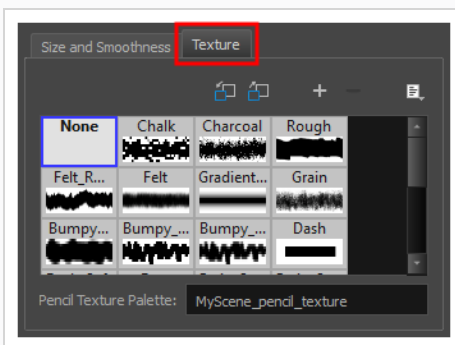 Size and Smoothness Texture
None Chalk Charcoal Rough
Felt_R... Felt Gradient... Grain
Bumpy... Bumpy_... Bumpy_... Dash
Pencil Texture Palette: MyScene_pencil_texture